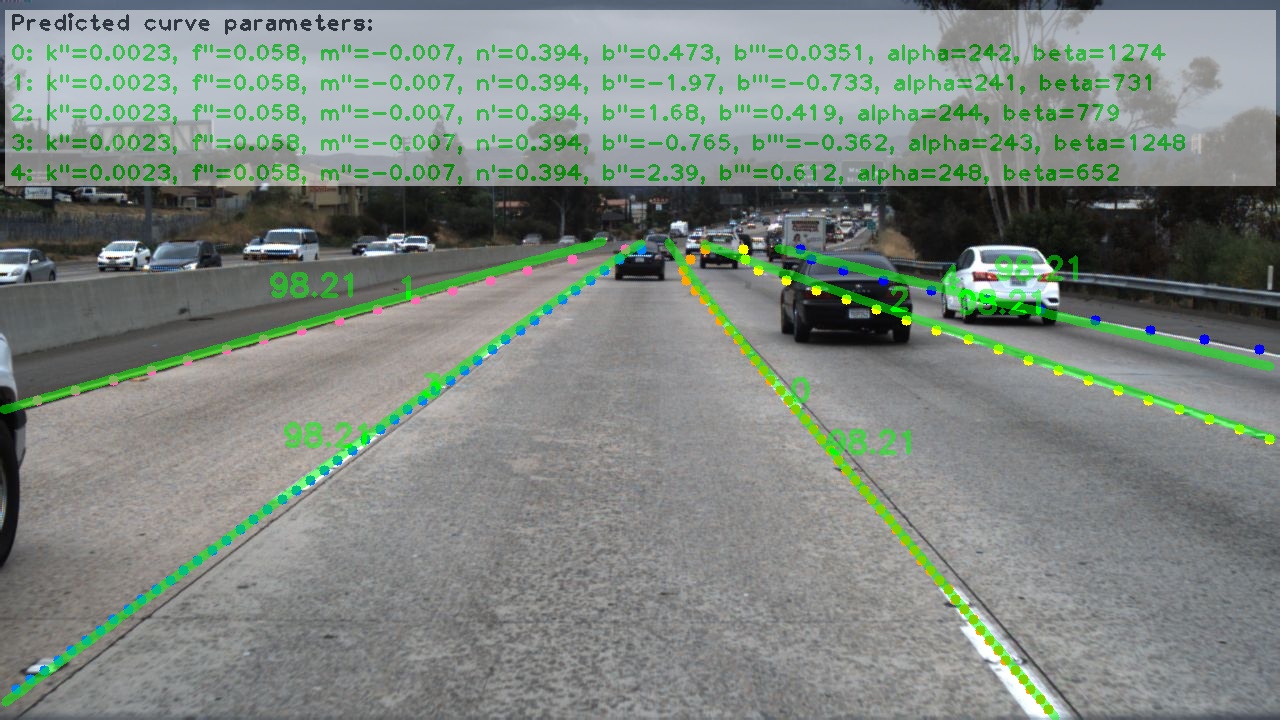 Predicted curve parameters:
0: k''=0.0023, f''=0.058, m''=-0.007, n'=0.394, b''=0.473, b'''=0.0351, alpha=242, beta=1274
1: k''=0.0023, f''=0.058, m''=-0.007, n'=0.394, b''=-1.97, b'''=-0.733, alpha=241, beta=731
2: k''=0.0023, f''=0.058, m''=-0.007, n'=0.394, b''=1.68, b'''=0.419, alpha=244, beta=779
3: k''=0.0023, f''=0.058, m''=-0.007, n'=0.394, b''=-0.765, b'''=-0.362, alpha=243, beta=1248
4: k''=0.0023, f''=0.058, m''=-0.007, n'=0.394, b''=2.39, b'''=0.612, alpha=248, beta=652
98.21 1
4 98.21
2 98.21
3
0
98.21
98.21